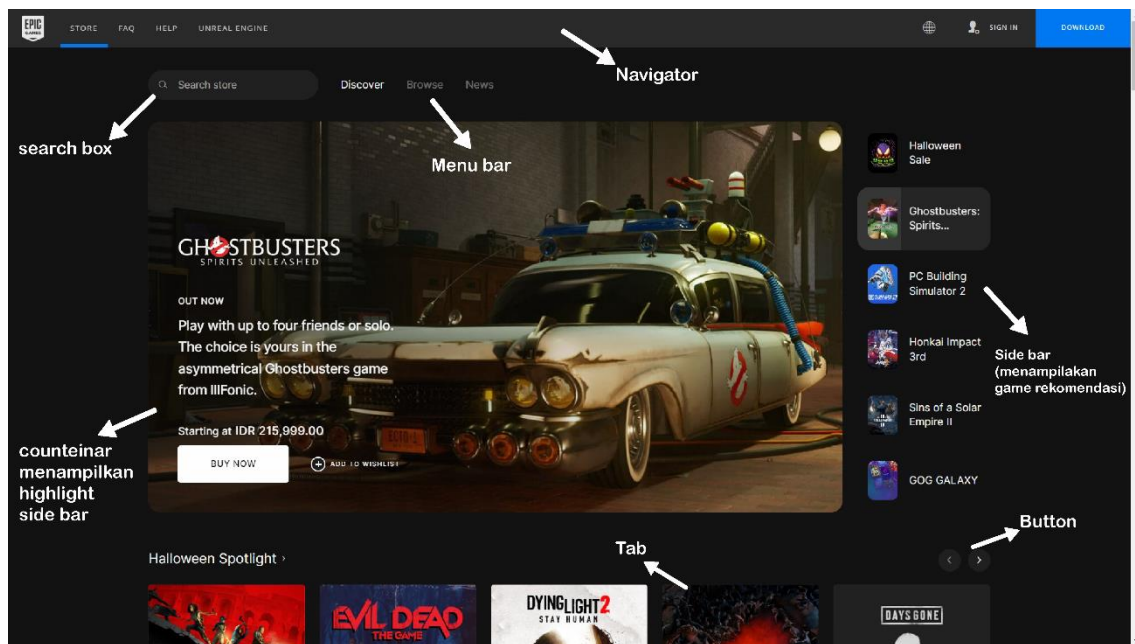 EPIC
GAMES
STORE FAQ HELP UNREAL ENGINE
SIGN IN
DOWNLOAD
Navigator
Search store
Discover Browse News
search box
Menu bar
GHOSTBUSTERS
SPIRITS UNLEASHED
OUT NOW
Play with up to four friends or solo.
The choice is yours in the
asymmetrical Ghostbusters game
from IllFonic.
Starting at IDR 215,999.00
BUY NOW
ADD TO WISHLIST
ECTO-1
counteinar
menampilkan
highlight
side bar
Halloween
Sale
Ghostbusters:
Spirits...
PC Building
Simulator 2
Honkai Impact
3rd
Sins of a Solar
Empire II
GOG GALAXY
Side bar
(menampilakan
game rekomendasi)
Button
Halloween Spotlight
Tab
EVIL DEAD
THE GAME
DYING LIGHT 2
STAY HUMAN
DAYS GONE